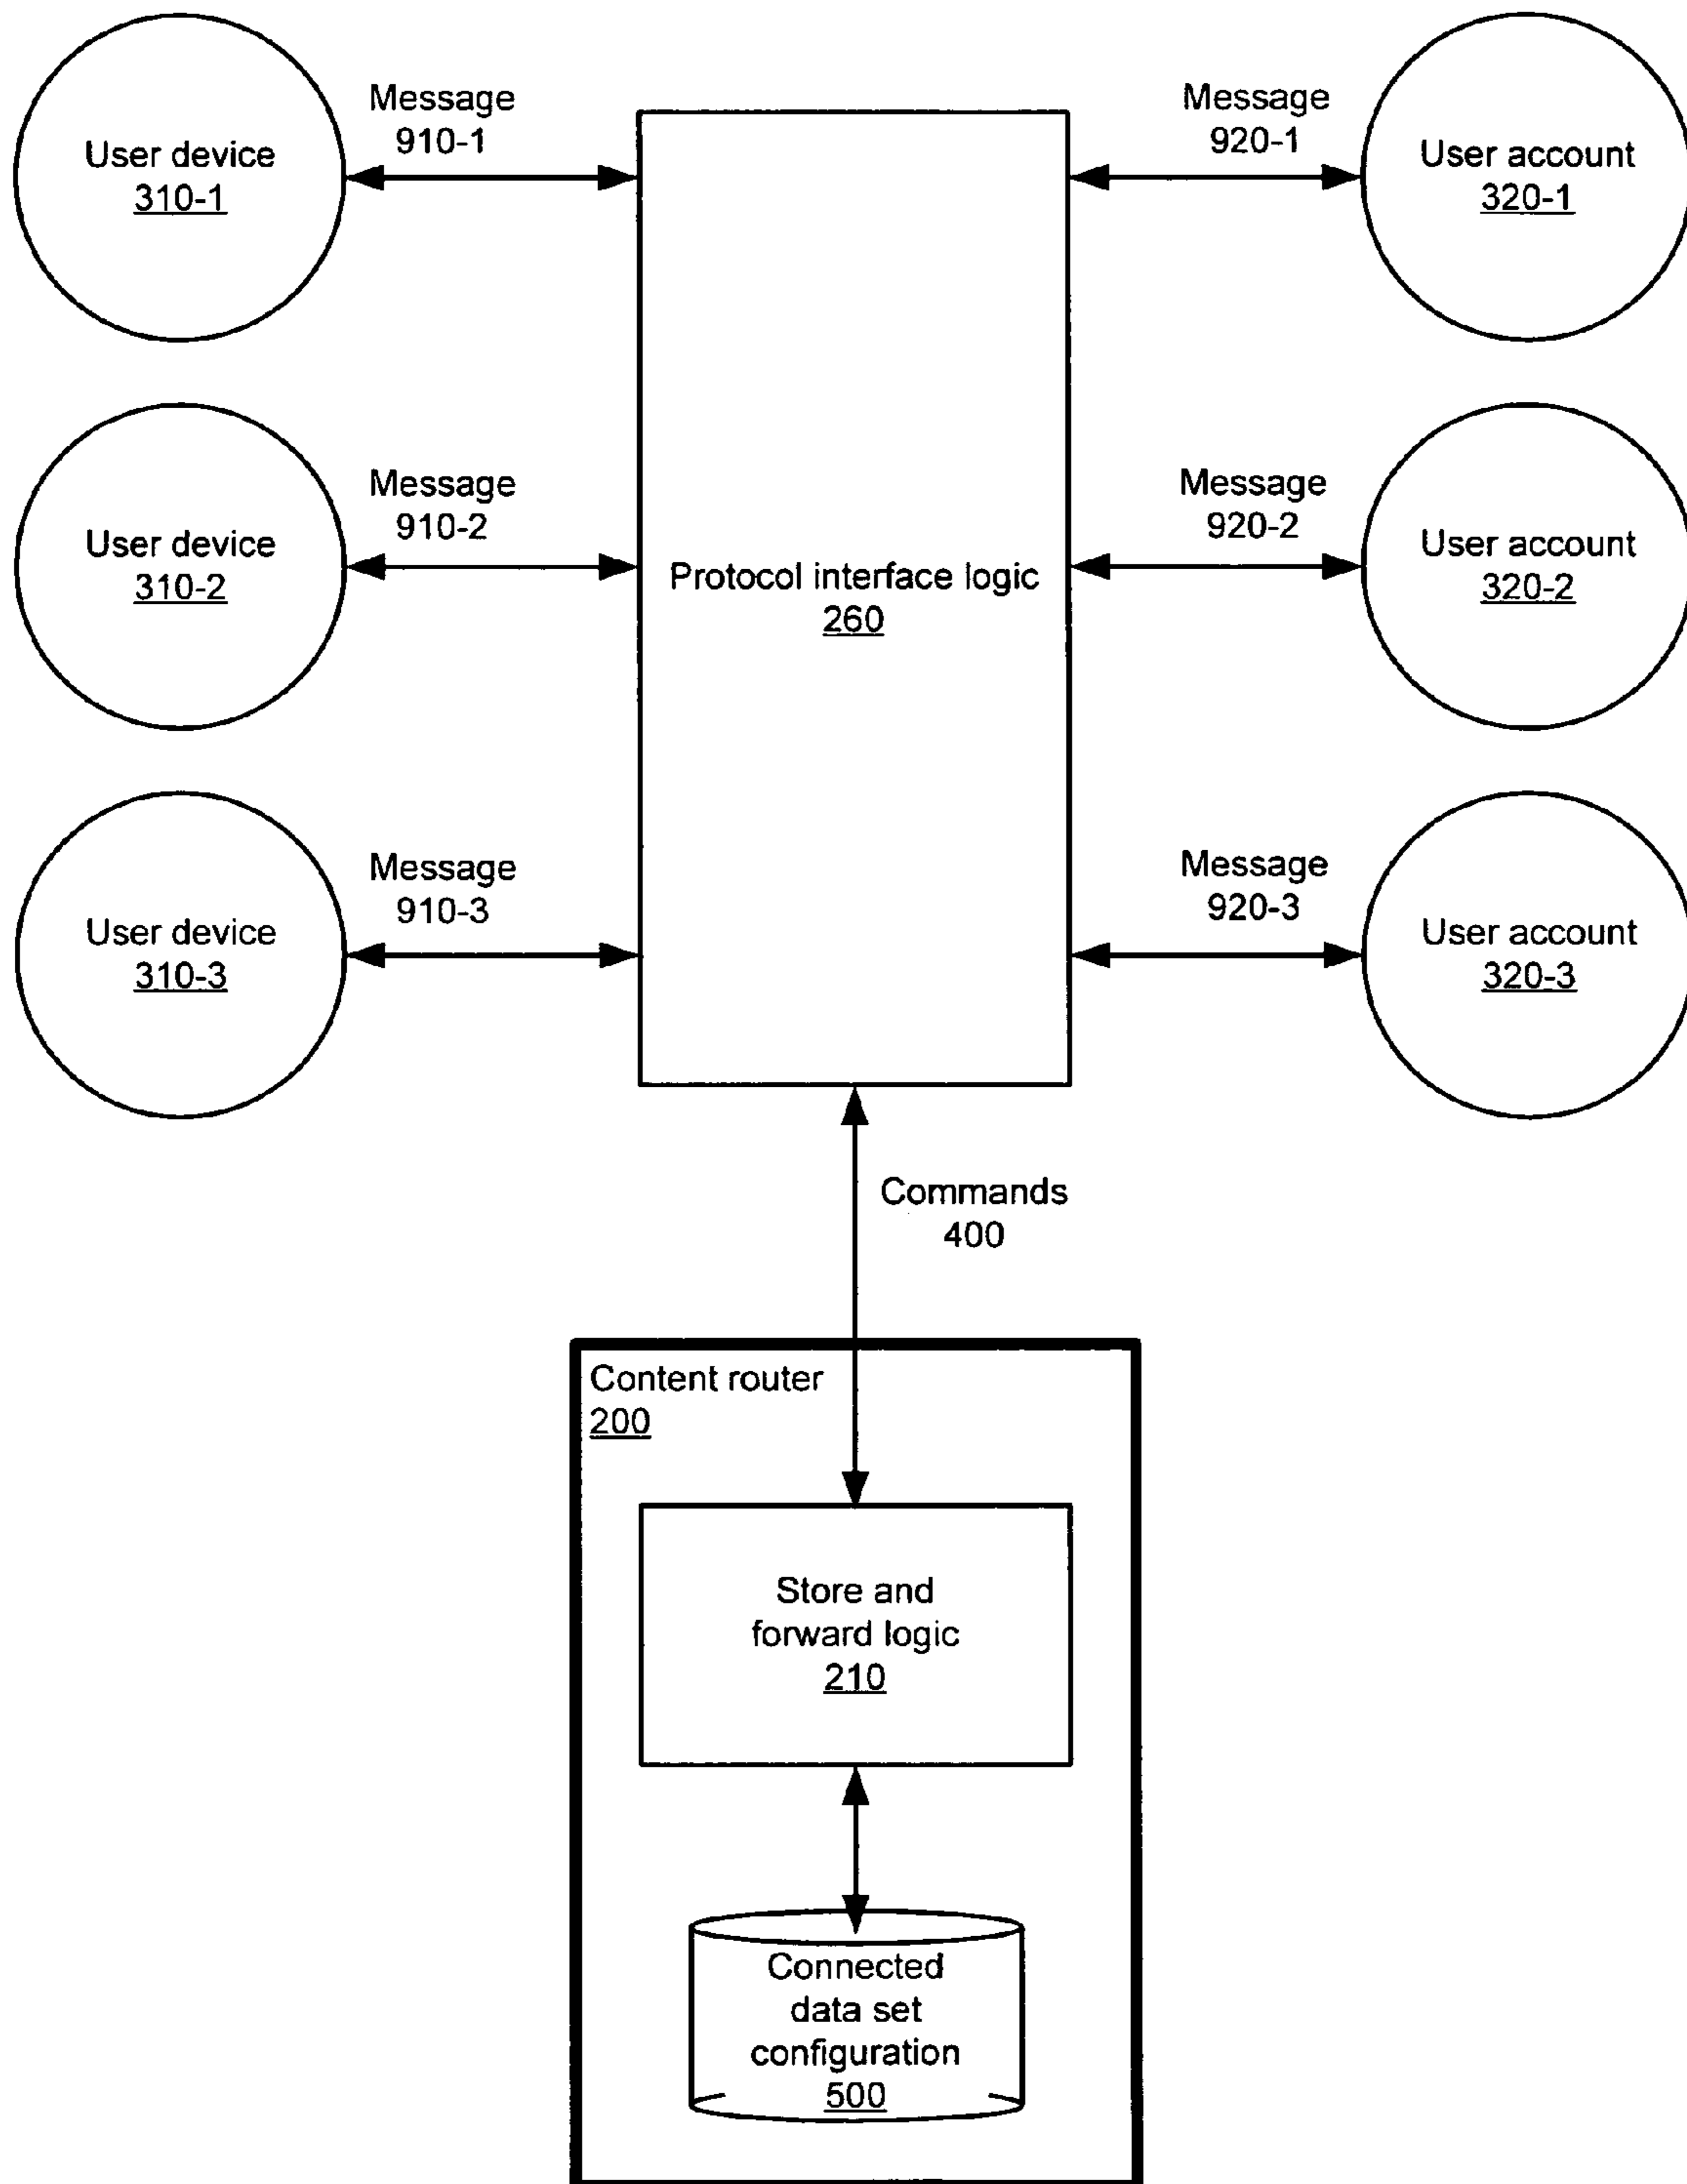 User device
310-1
Message
910-1
Message
920-1
User account
320-1
User device
310-2
Message
910-2
Protocol interface logic
260
Message
920-2
User account
320-2
User device
310-3
Message
910-3
Message
920-3
User account
320-3
Commands
400
Content router
200
Store and
forward logic
210
Connected
data set
configuration
500